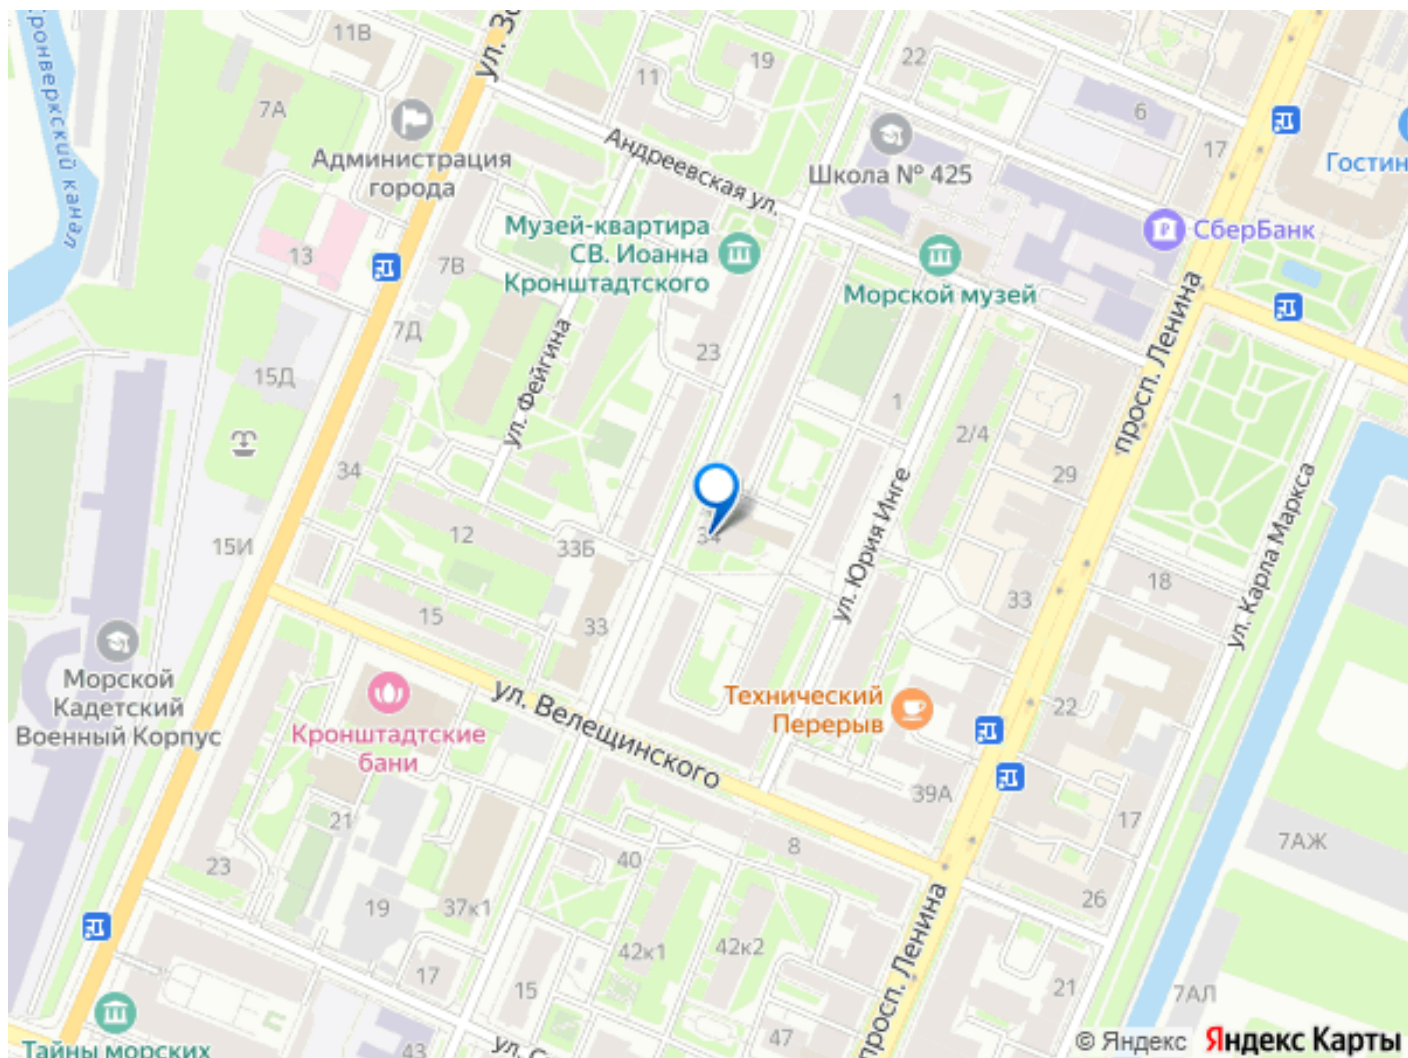 11В
ул. Зо
19
22
11
6
7А
17
Кронверкский канал
Администрация
города
Андреевская ул.
Школа № 425
Гостин
СберБанк
Музей-квартира
СВ. Иоанна
Кронштадтского
13
7В
Морской музей
7Д
23
просп. Ленина
15Д
ул. Фейгина
1
2/4
34
29
12
33Б
34
ул. Юрия Инге
ул. Карла Маркса
15И
18
33
15
33
Морской
Кадетский
Военный Корпус
Кронштадтские
бани
ул. Велещинского
Технический
Перерыв
22
39А
17
21
8
7АЖ
23
40
26
19
37к1
просп. Ленина
42к1
42к2
17
15
21
7АЛ
Тайны морских
43
47
© Яндекс Яндекс Карты